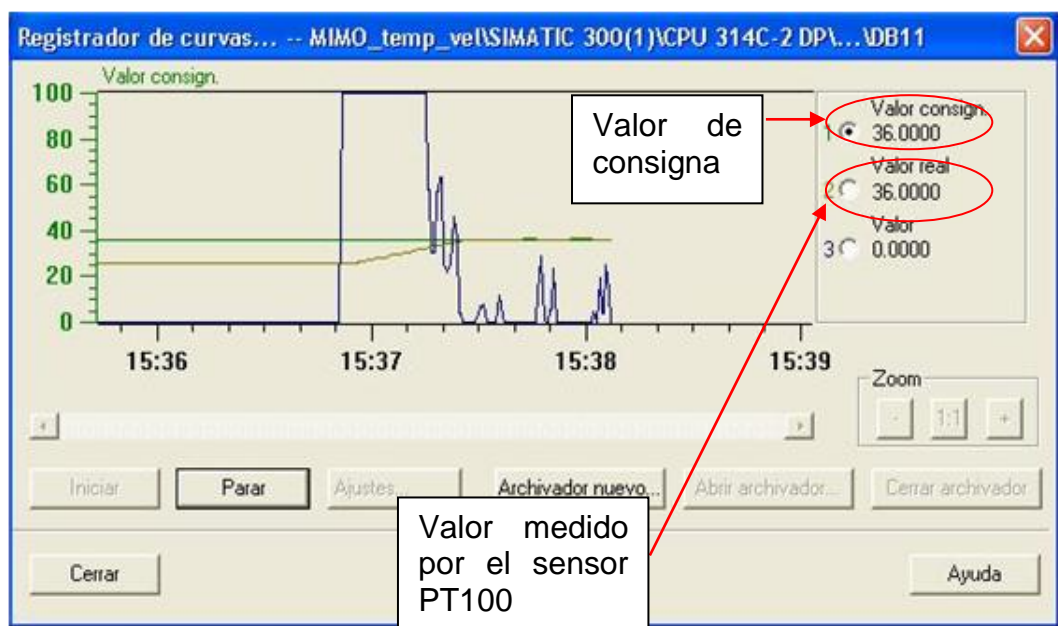 Registrador de curvas... -- MIMO_temp_vel\SIMATIC 300(1)\CPU 314C-2 DP\...\DB11
Valor consign.
100
80
60
40
20
0
15:36 15:37 15:38 15:39
Valor de
consigna
Valor consign.
1 36.0000
Valor real
2 36.0000
Valor
3 0.0000
Zoom
- 1:1 +
Iniciar Parar Ajustes... Archivador nuevo... Abrir archivador... Cerrar archivador
Valor medido
por el sensor
PT100
Cerrar Ayuda